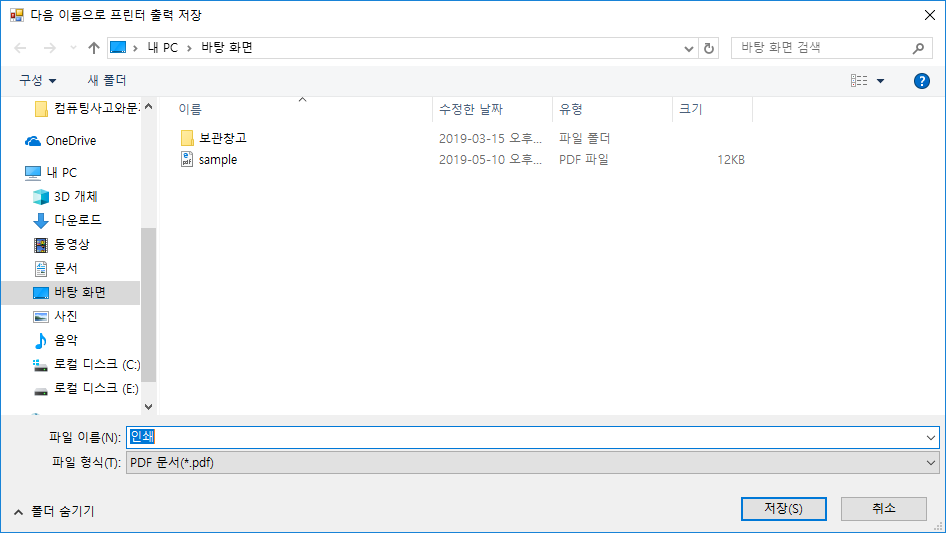 다음 이름으로 프린터 출력 저장
내 PC 바탕 화면
바탕 화면 검색
구성 새 폴더
이름 수정한 날짜 유형 크기
컴퓨팅사고와문
OneDrive
내 PC
3D 개체
다운로드
동영상
문서
바탕 화면
사진
음악
로컬 디스크 (C:)
로컬 디스크 (E:)
보관창고 2019-03-15 오후... 파일 폴더
sample 2019-05-10 오후... PDF 파일 12KB
파일 이름(N): 인쇄
파일 형식(T): PDF 문서(*.pdf)
폴더 숨기기
저장(S) 취소